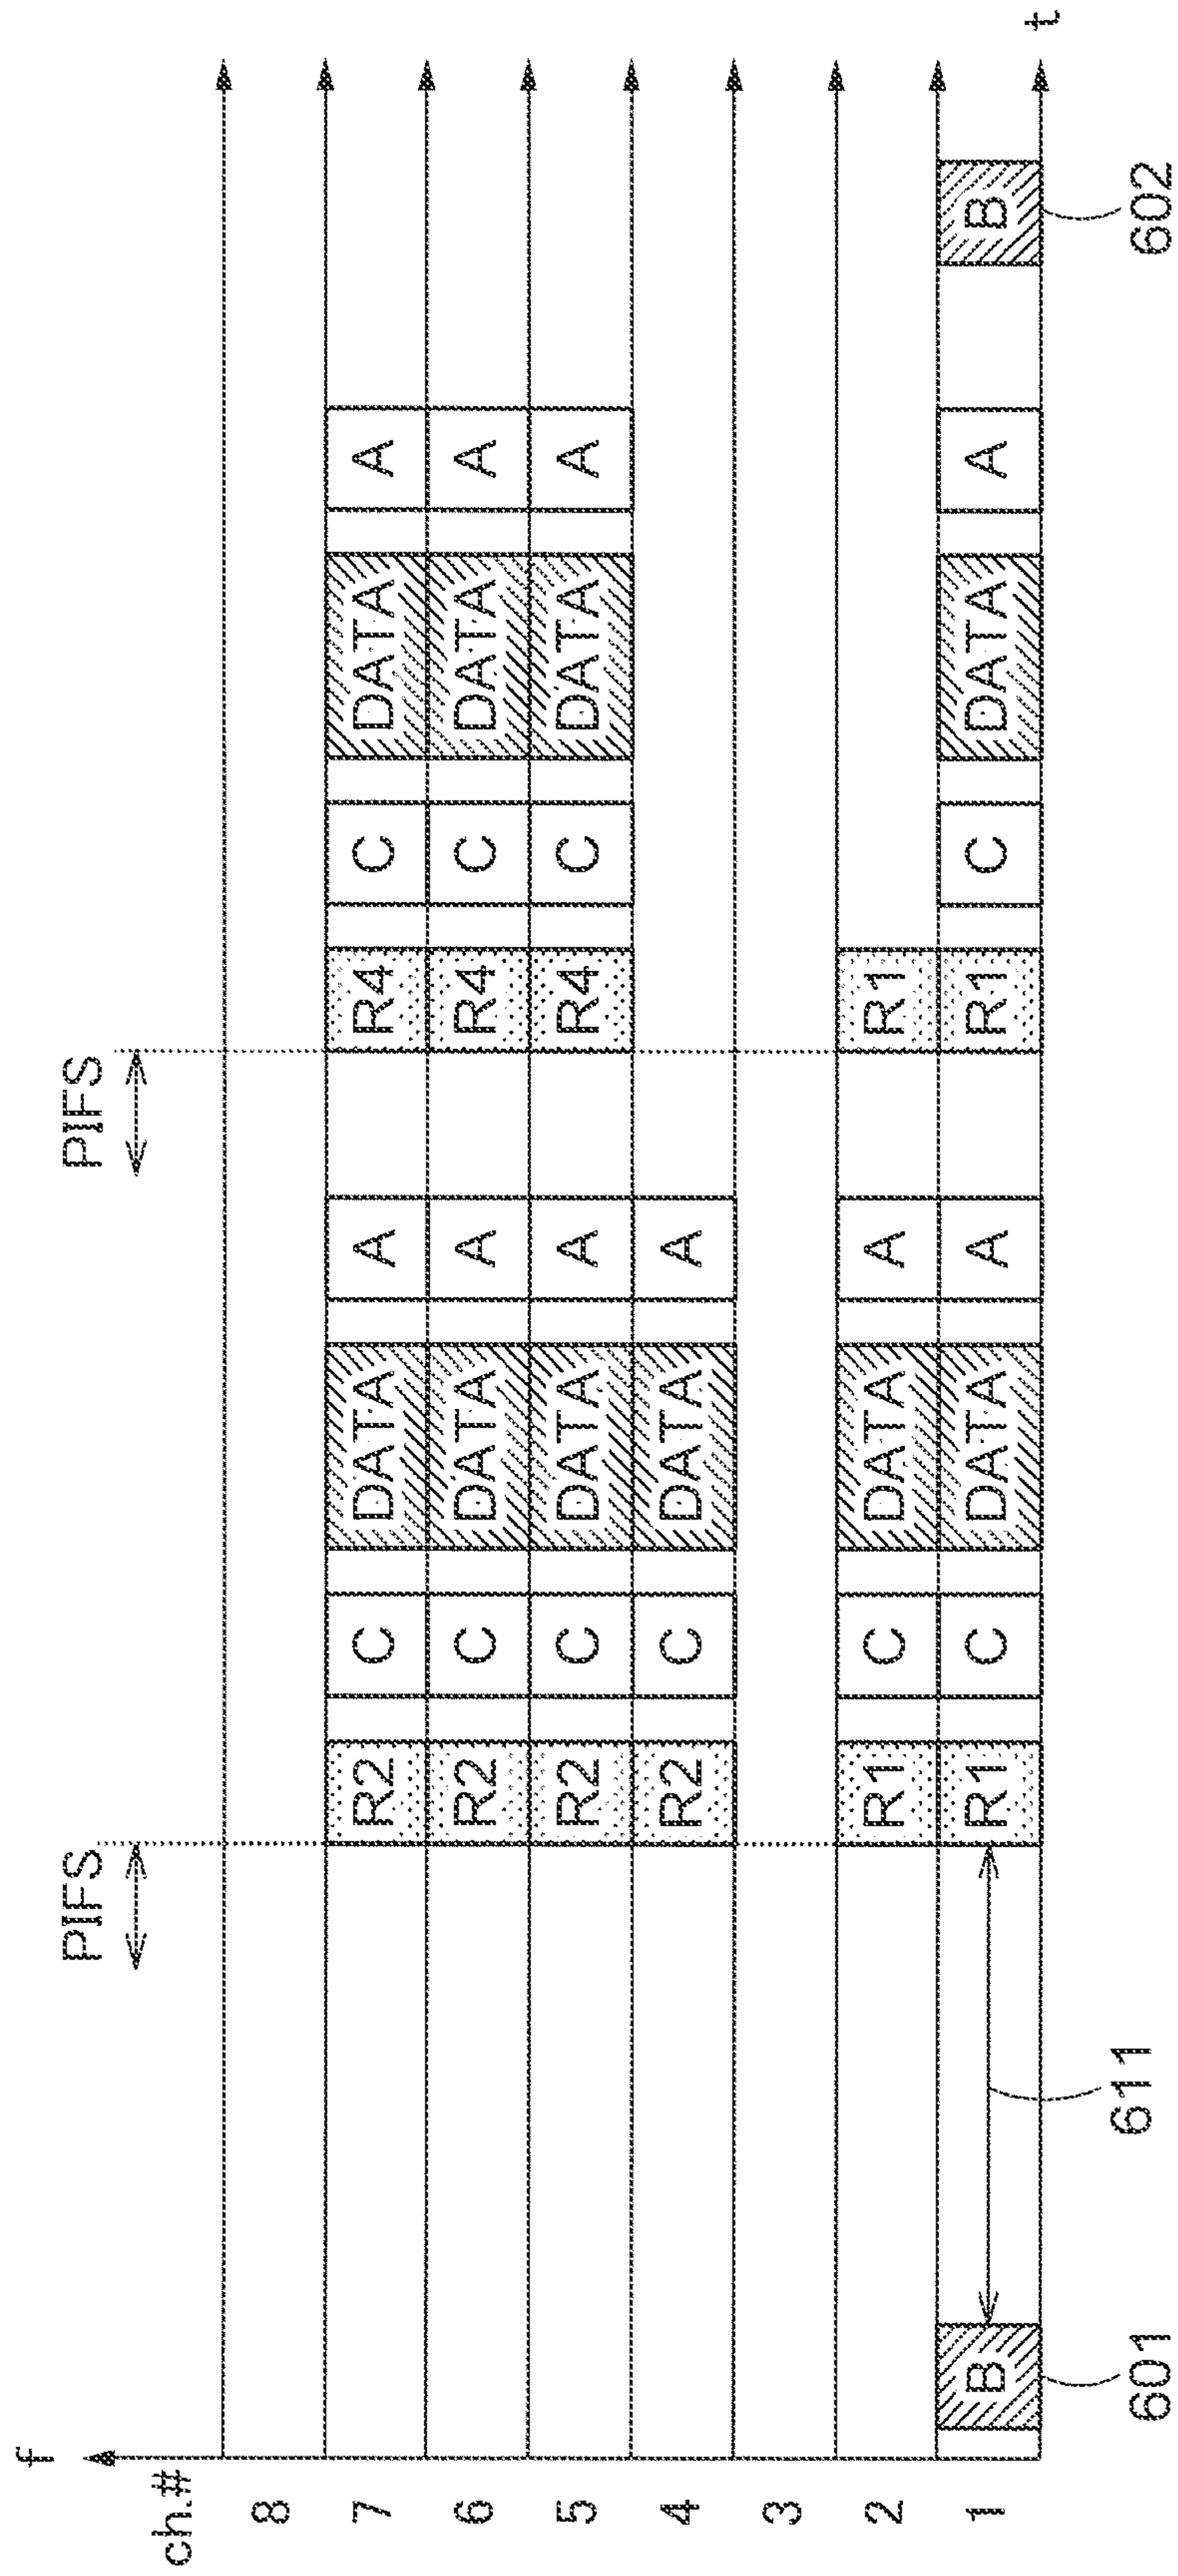 f
ch.#
PIFS PIFS
8
7 R2 C DATA A R4 C DATA A
6 R2 C DATA A R4 C DATA A
5 R2 C DATA A R4 C DATA A
4 R2 C DATA A
3
2 R1 C DATA A R1
1 B R1 C DATA A R1 C DATA A B
t
601 611 602